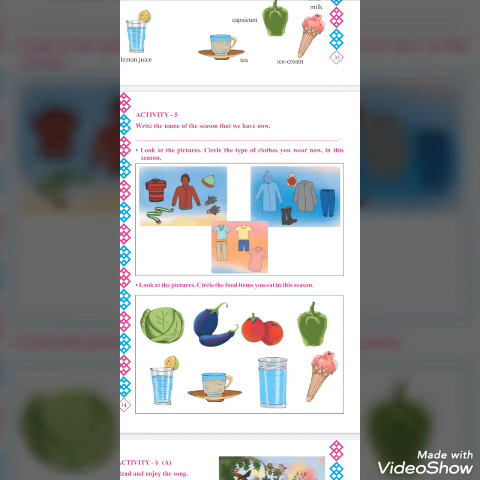 milk
capsicum
lemon juice
tea
ice-cream
ACTIVITY - 5
Write the name of the season that we have now.
• Look at the pictures. Circle the type of clothes you wear now, in this
season.
• Look at the pictures. Circle the food items you eat in this season.
ACTIVITY - 6 (A)
Read and enjoy the song.
Made with
VideoShow